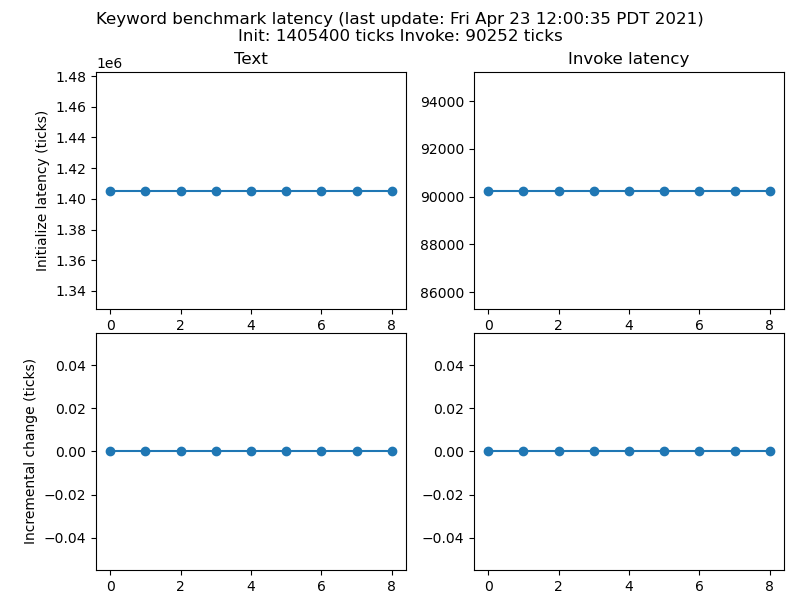 Keyword benchmark latency (last update: Fri Apr 23 12:00:35 PDT 2021)
Init: 1405400 ticks Invoke: 90252 ticks
Text
1e6
Initialize latency (ticks)
1.48
1.46
1.44
1.42
1.40
1.38
1.36
1.34
0 2 4 6 8
Invoke latency
94000
92000
90000
88000
86000
0 2 4 6 8
Incremental change (ticks)
0.04
0.02
0.00
−0.02
−0.04
0 2 4 6 8
0.04
0.02
0.00
−0.02
−0.04
0 2 4 6 8